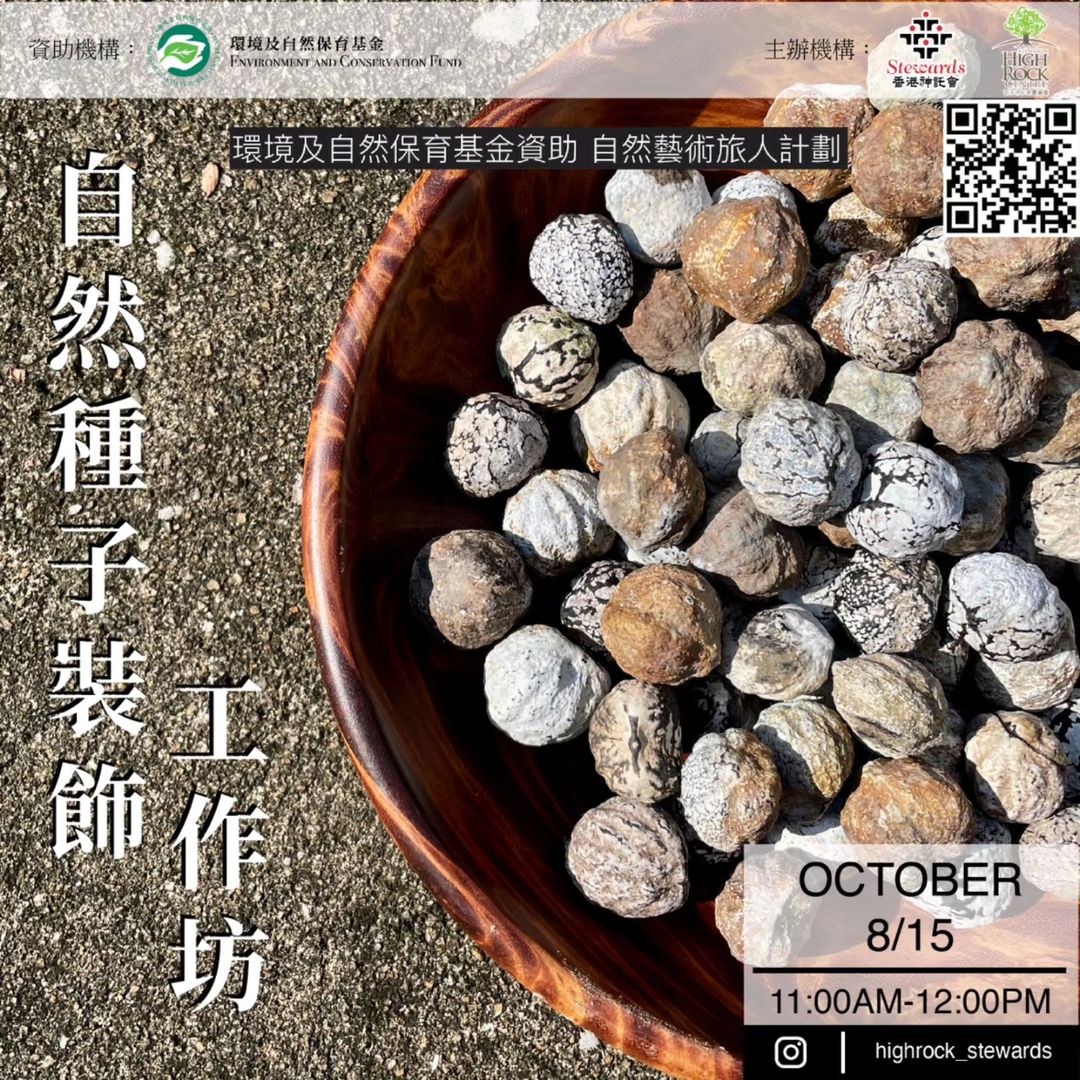 資助機構：
環境及自然保育基金
ENVIRONMENT AND CONSERVATION FUND
主辦機構：
Stewards
香港神託會
HIGH
ROCK
CENTRE
環境及自然保育基金資助 自然藝術旅人計劃
自然種子裝飾
工作坊
OCTOBER
8/15
11:00AM-12:00PM
highrock_stewards